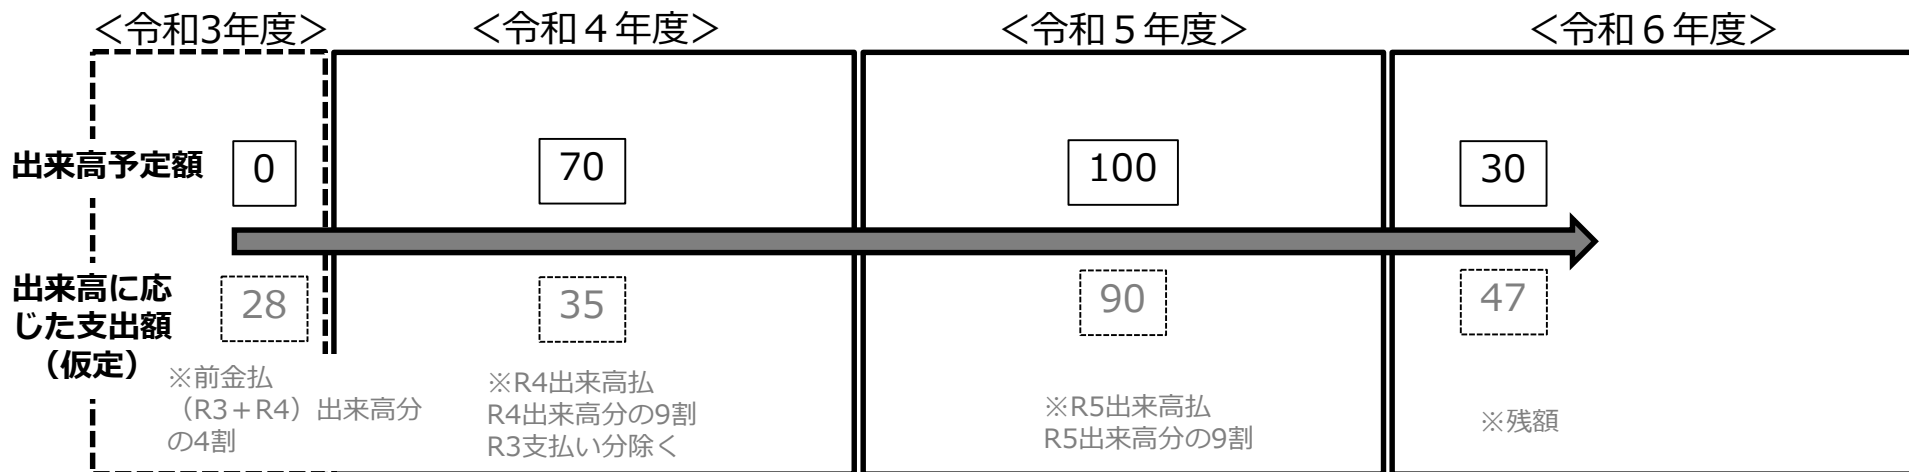 ＜令和3年度＞
＜令和４年度＞
＜令和５年度＞
＜令和６年度＞
出来高予定額
0
70
100
30
出来高に応
じた支出額
（仮定）
28
35
90
47
※前金払
（R3＋R4）出来高分
の4割
※R4出来高払
R4出来高分の9割
R3支払い分除く
※R5出来高払
R5出来高分の9割
※残額